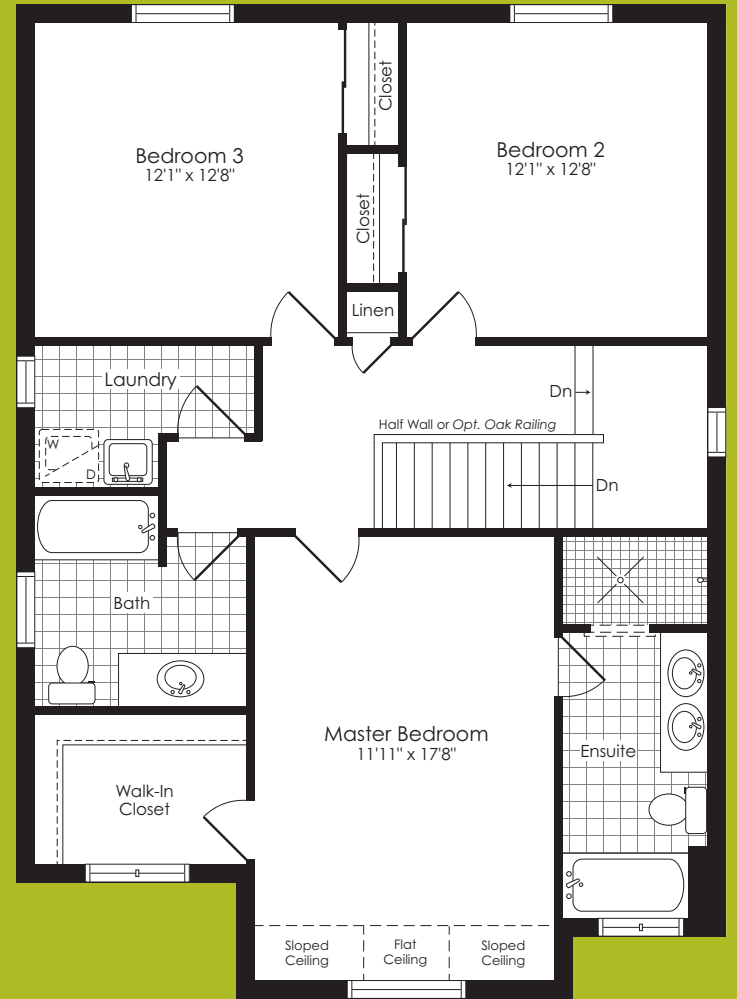 Closet
Bedroom 3
12'1" x 12'8"
Bedroom 2
12'1" x 12'8"
Closet
Linen
Laundry
Dn
Half Wall or Opt. Oak Railing
W
D
Dn
Bath
Master Bedroom
11'11" x 17'8"
Ensuite
Walk-In
Closet
Sloped
Ceiling
Flat
Ceiling
Sloped
Ceiling